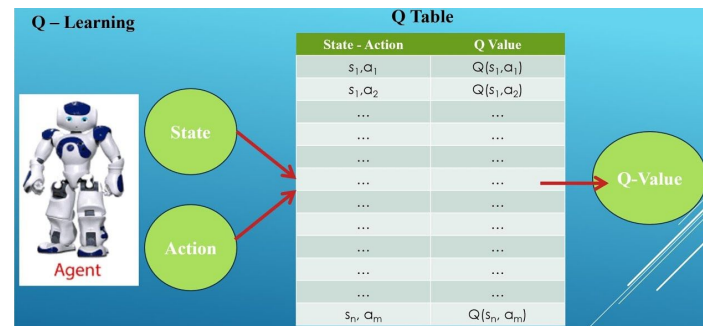 Q – Learning
Q Table
State - Action Q Value
s₁,a₁ Q(s₁,a₁)
s₁,a₂ Q(s₁,a₂)
... ...
... ...
... ...
... ...
... ...
... ...
... ...
... ...
... ...
sₙ, aₘ Q(sₙ, aₘ)
State
Action
Agent
Q-Value